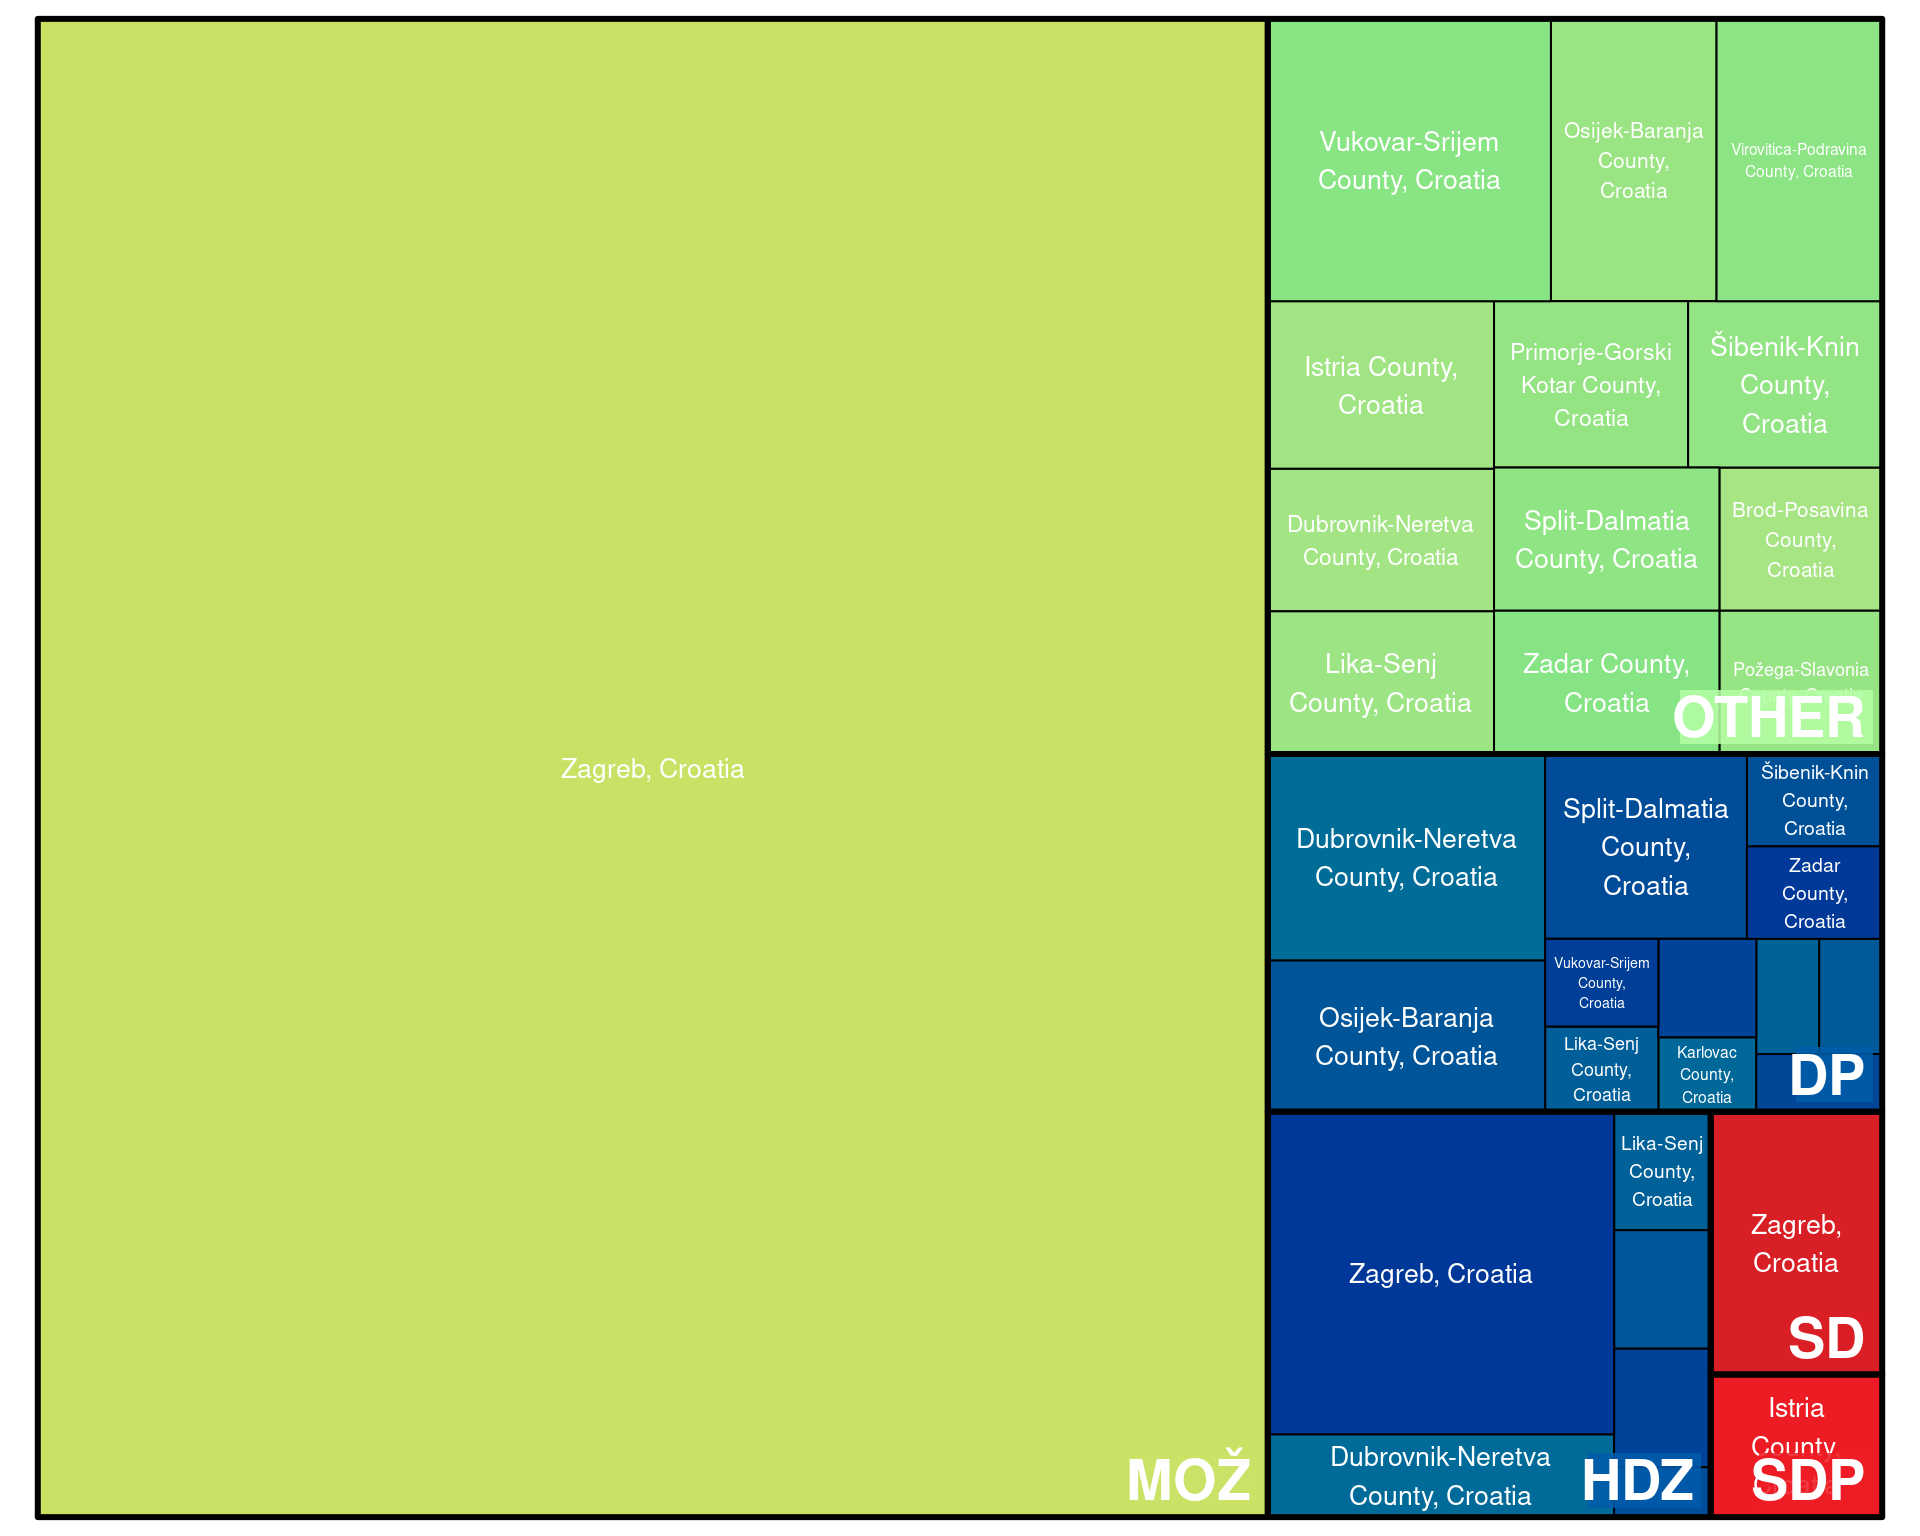 Zagreb, Croatia
MOŽ
Vukovar-Srijem
County, Croatia
Osijek-Baranja
County,
Croatia
Virovitica-Podravina
County, Croatia
Istria County,
Croatia
Primorje-Gorski
Kotar County,
Croatia
Šibenik-Knin
County,
Croatia
Dubrovnik-Neretva
County, Croatia
Split-Dalmatia
County, Croatia
Brod-Posavina
County,
Croatia
Lika-Senj
County, Croatia
Zadar County,
Croatia
Požega-Slavonia
OTHER
Dubrovnik-Neretva
County, Croatia
Split-Dalmatia
County,
Croatia
Šibenik-Knin
County,
Croatia
Zadar
County,
Croatia
Osijek-Baranja
County, Croatia
Vukovar-Srijem
County,
Croatia
Lika-Senj
County,
Croatia
Karlovac
County,
Croatia
DP
Zagreb, Croatia
Lika-Senj
County,
Croatia
Dubrovnik-Neretva
County, Croatia
HDZ
Zagreb,
Croatia
SD
Istria
County,
SDP